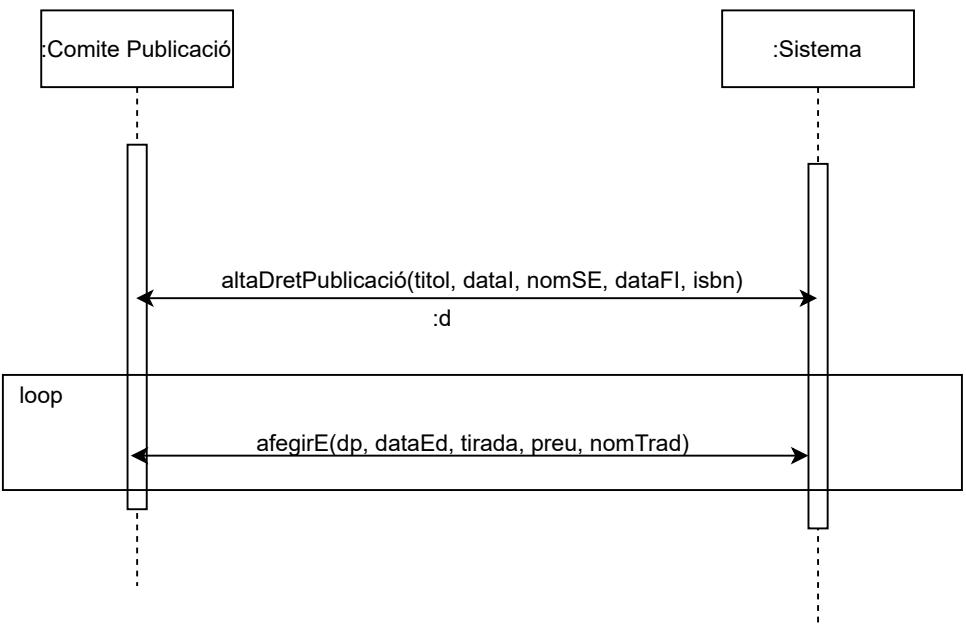 :Comite Publicació
:Sistema
altaDretPublicació(titol, dataI, nomSE, dataFI, isbn)
:d
loop
afegirE(dp, dataEd, tirada, preu, nomTrad)